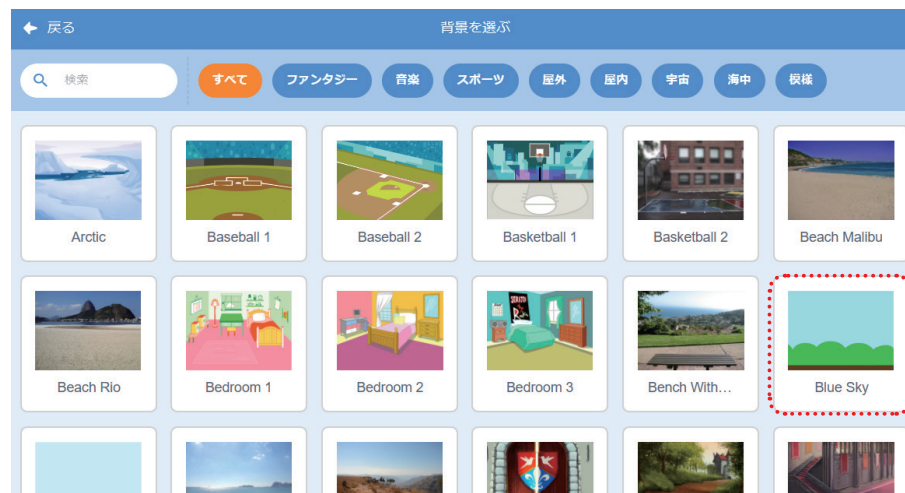 戻る
背景を選ぶ
検索
すべて
ファンタジー
音楽
スポーツ
屋外
屋内
宇宙
海中
模様
Arctic
Baseball 1
Baseball 2
Basketball 1
Basketball 2
Beach Malibu
Beach Rio
Bedroom 1
Bedroom 2
Bedroom 3
Bench With...
Blue Sky